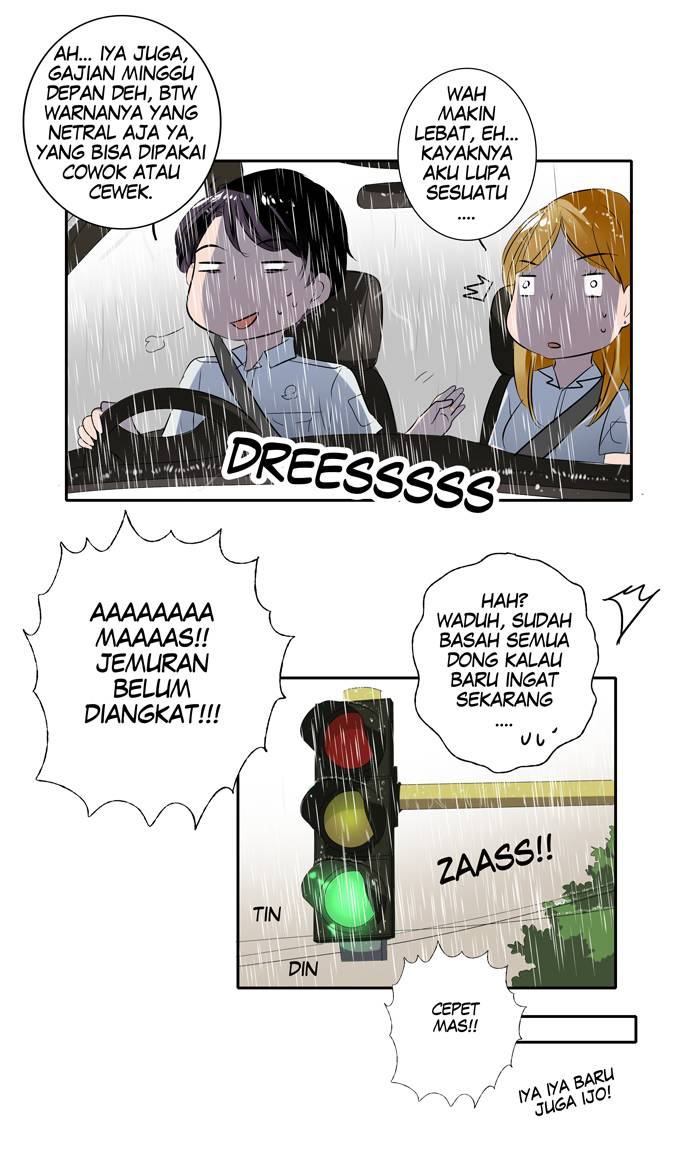 AH... IYA JUGA,
GAJIAN MINGGU
DEPAN DEH, BTW
WARNANYA YANG
NETRAL AJA YA,
YANG BISA DIPAKAI
COWOK ATAU
CEWEK.
WAH
MAKIN
LEBAT, EH...
KAYAKNYA
AKU LUPA
SESUATU
....
DREESSSSS
AAAAAAAA
MAAAAS!!
JEMURAN
BELUM
DIANGKAT!!!
HAH?
WADUH, SUDAH
BASAH SEMUA
DONG KALAU
BARU INGAT
SEKARANG
....
ZAASS!!
TIN
DIN
CEPET
MAS!!
IYA IYA BARU
JUGA IJO!